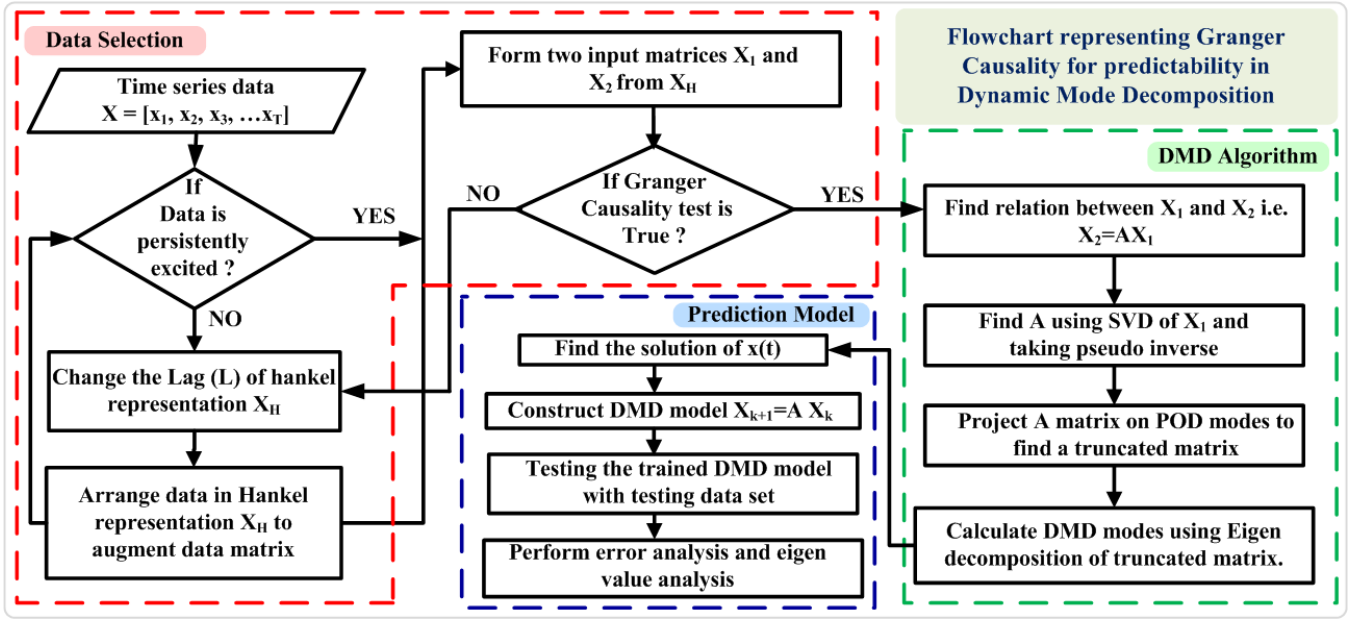 Data Selection
Time series data
X = [x₁, x₂, x₃, …x_T]
If
Data is
persistently
excited ?
YES
NO
Change the Lag (L) of hankel
representation X_H
Arrange data in Hankel
representation X_H to
augment data matrix
Form two input matrices X₁ and
X₂ from X_H
If Granger
Causality test is
True ?
NO
YES
Flowchart representing Granger
Causality for predictability in
Dynamic Mode Decomposition
DMD Algorithm
Find relation between X₁ and X₂ i.e.
X₂=AX₁
Find A using SVD of X₁ and
taking pseudo inverse
Project A matrix on POD modes to
find a truncated matrix
Calculate DMD modes using Eigen
decomposition of truncated matrix.
Prediction Model
Find the solution of x(t)
Construct DMD model X_{k+1}=A X_k
Testing the trained DMD model
with testing data set
Perform error analysis and eigen
value analysis